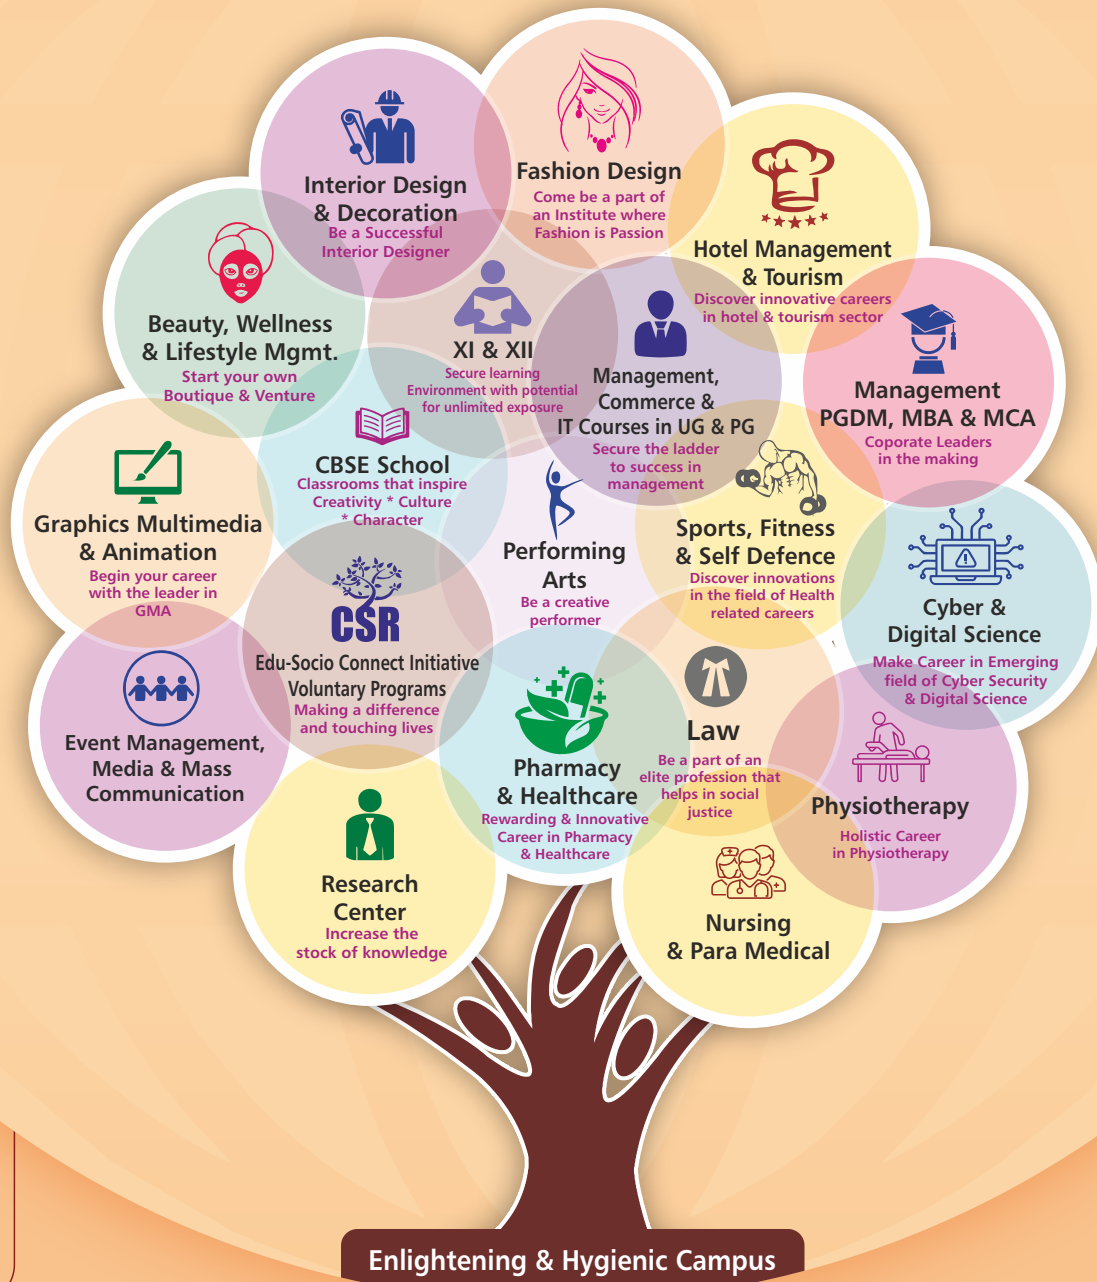 Fashion Design
Come be a part of
an Institute where
Fashion is Passion
Interior Design
& Decoration
Be a Successful
Interior Designer
Hotel Management
& Tourism
Discover innovative careers
in hotel & tourism sector
Beauty, Wellness
& Lifestyle Mgmt.
Start your own
Boutique & Venture
XI & XII
Secure learning
Environment with potential
for unlimited exposure
Management,
Commerce &
IT Courses in UG & PG
Secure the ladder
to success in
management
Management
PGDM, MBA & MCA
Coporate Leaders
in the making
CBSE School
Classrooms that inspire
Creativity * Culture
* Character
Graphics Multimedia
& Animation
Begin your career
with the leader in
GMA
Performing
Arts
Be a creative
performer
Sports, Fitness
& Self Defence
Discover innovations
in the field of Health
related careers
Cyber &
Digital Science
Make Career in Emerging
field of Cyber Security
& Digital Science
CSR
Edu-Socio Connect Initiative
Voluntary Programs
Making a difference
and touching lives
Event Management,
Media & Mass
Communication
Pharmacy
& Healthcare
Rewarding & Innovative
Career in Pharmacy
& Healthcare
Law
Be a part of an
elite profession that
helps in social
justice
Physiotherapy
Holistic Career
in Physiotherapy
Research
Center
Increase the
stock of knowledge
Nursing
& Para Medical
Enlightening & Hygienic Campus